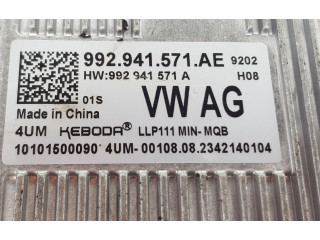 992.941.571.AE 9202
HW:992 941 571 A H08
01S
Made in China VW AG
4UM KEBODA® LLP111 MIN- MQB
10101500090 4UM- 00108.08.2342140104